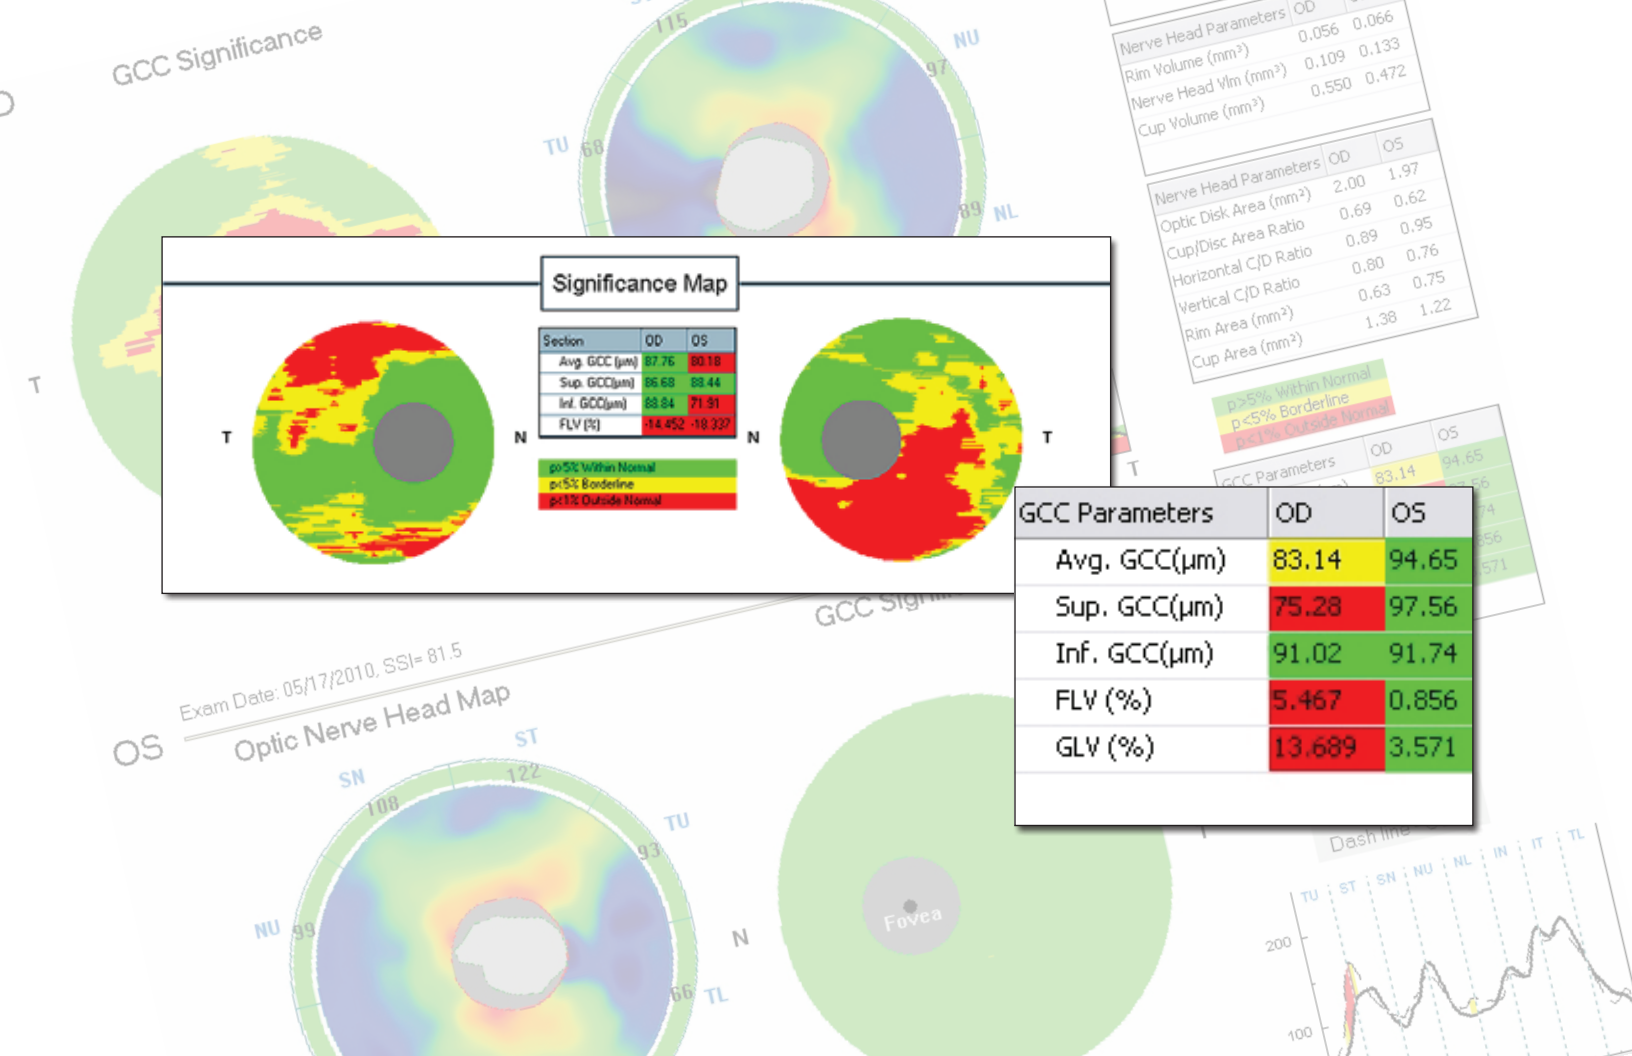 GCC Significance
115
NU
97
TU
68
89
NL
Nerve Head Parameters OD
Rim Volume (mm³) 0.056 0.066
Nerve Head Vlm (mm³) 0.109 0.133
Cup Volume (mm³) 0.550 0.472
Nerve Head Parameters OD OS
Optic Disk Area (mm²) 2.00 1.97
Cup/Disc Area Ratio 0.69 0.62
Horizontal C/D Ratio 0.89 0.95
Vertical C/D Ratio 0.80 0.76
Rim Area (mm²) 0.63 0.75
Cup Area (mm²) 1.38 1.22
p>5% Within Normal
p<5% Borderline
p<1% Outside Normal
GCC Parameters OD OS
83.14 94.65
T
T
Significance Map
Section OD OS
Avg. GCC (µm) 87.76 80.18
Sup. GCC(µm) 86.68 88.44
Inf. GCC(µm) 88.84 71.91
FLV (%) -14.452 -18.337
p>5% Within Normal
p<5% Borderline
p<1% Outside Normal
T
N
N
T
GCC Parameters OD OS
Avg. GCC(µm) 83.14 94.65
Sup. GCC(µm) 75.28 97.56
Inf. GCC(µm) 91.02 91.74
FLV (%) 5.467 0.856
GLV (%) 13.689 3.571
GCC
Exam Date: 05/17/2010, SSI= 81.5
OS
Optic Nerve Head Map
ST
SN
122
108
TU
93
NU
99
66
TL
N
Fovea
Dash line
TU ST SN NU NL IN IT TL
200
100